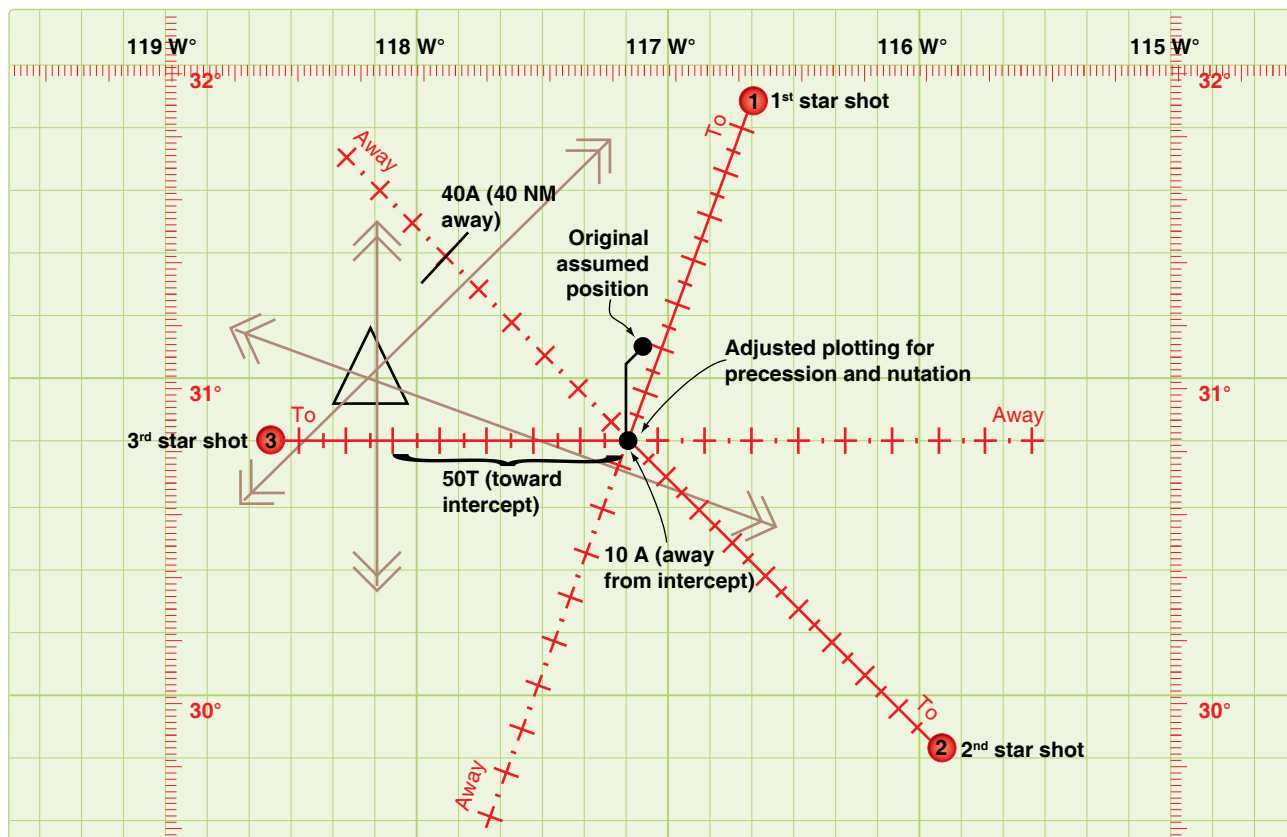 119 W°
118 W°
117 W°
116 W°
115 W°
32°
32°
1
1st star shot
To
Away
40A (40 NM
away)
Original
assumed
position
Adjusted plotting for
precession and nutation
31°
31°
3rd star shot
3
To
Away
50T (toward
intercept)
10 A (away
from intercept)
30°
30°
To
2
2nd star shot
Away